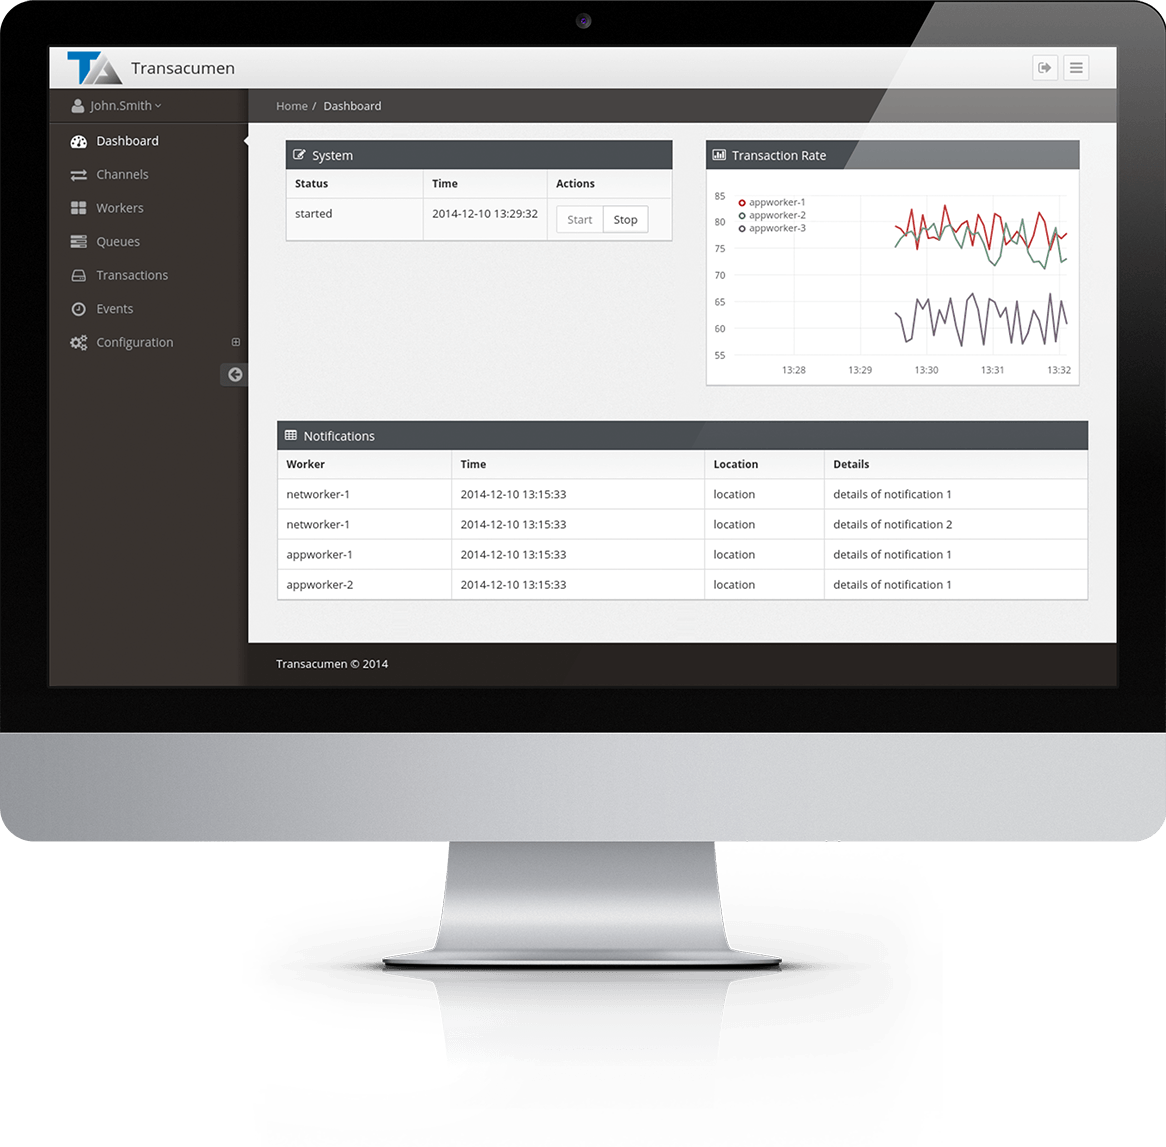 TA Transacumen
John.Smith
Home / Dashboard
Dashboard
Channels
Workers
Queues
Transactions
Events
Configuration
System
Status Time Actions
started 2014-12-10 13:29:32 Start Stop
Transaction Rate
85
80
75
70
65
60
55
appworker-1
appworker-2
appworker-3
13:28 13:29 13:30 13:31 13:32
Notifications
Worker Time Location Details
networker-1 2014-12-10 13:15:33 location details of notification 1
networker-1 2014-12-10 13:15:33 location details of notification 2
appworker-1 2014-12-10 13:15:33 location details of notification 1
appworker-2 2014-12-10 13:15:33 location details of notification 1
Transacumen © 2014